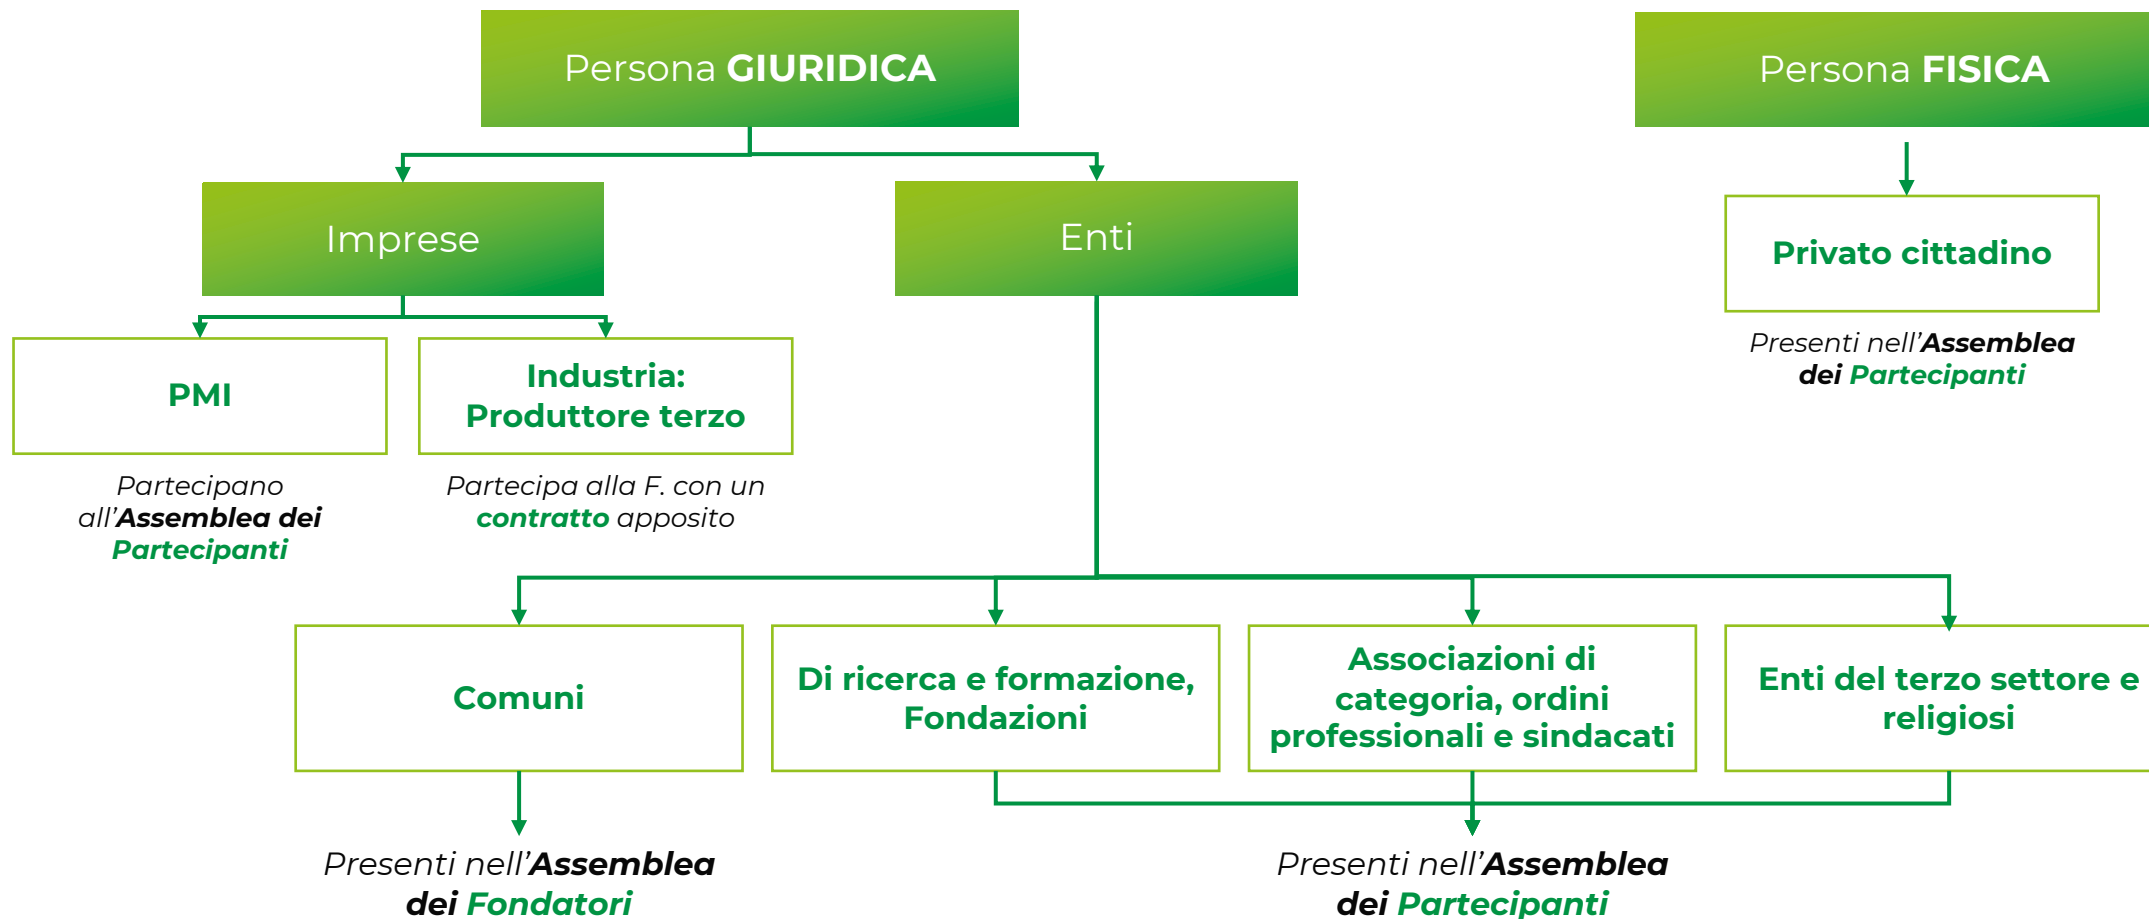 Persona GIURIDICA
Persona FISICA
Imprese
Enti
Privato cittadino
Presenti nell'Assemblea
dei Partecipanti
PMI
Industria:
Produttore terzo
Partecipano
all'Assemblea dei
Partecipanti
Partecipa alla F. con un
contratto apposito
Comuni
Di ricerca e formazione,
Fondazioni
Associazioni di
categoria, ordini
professionali e sindacati
Enti del terzo settore e
religiosi
Presenti nell'Assemblea
dei Fondatori
Presenti nell'Assemblea
dei Partecipanti